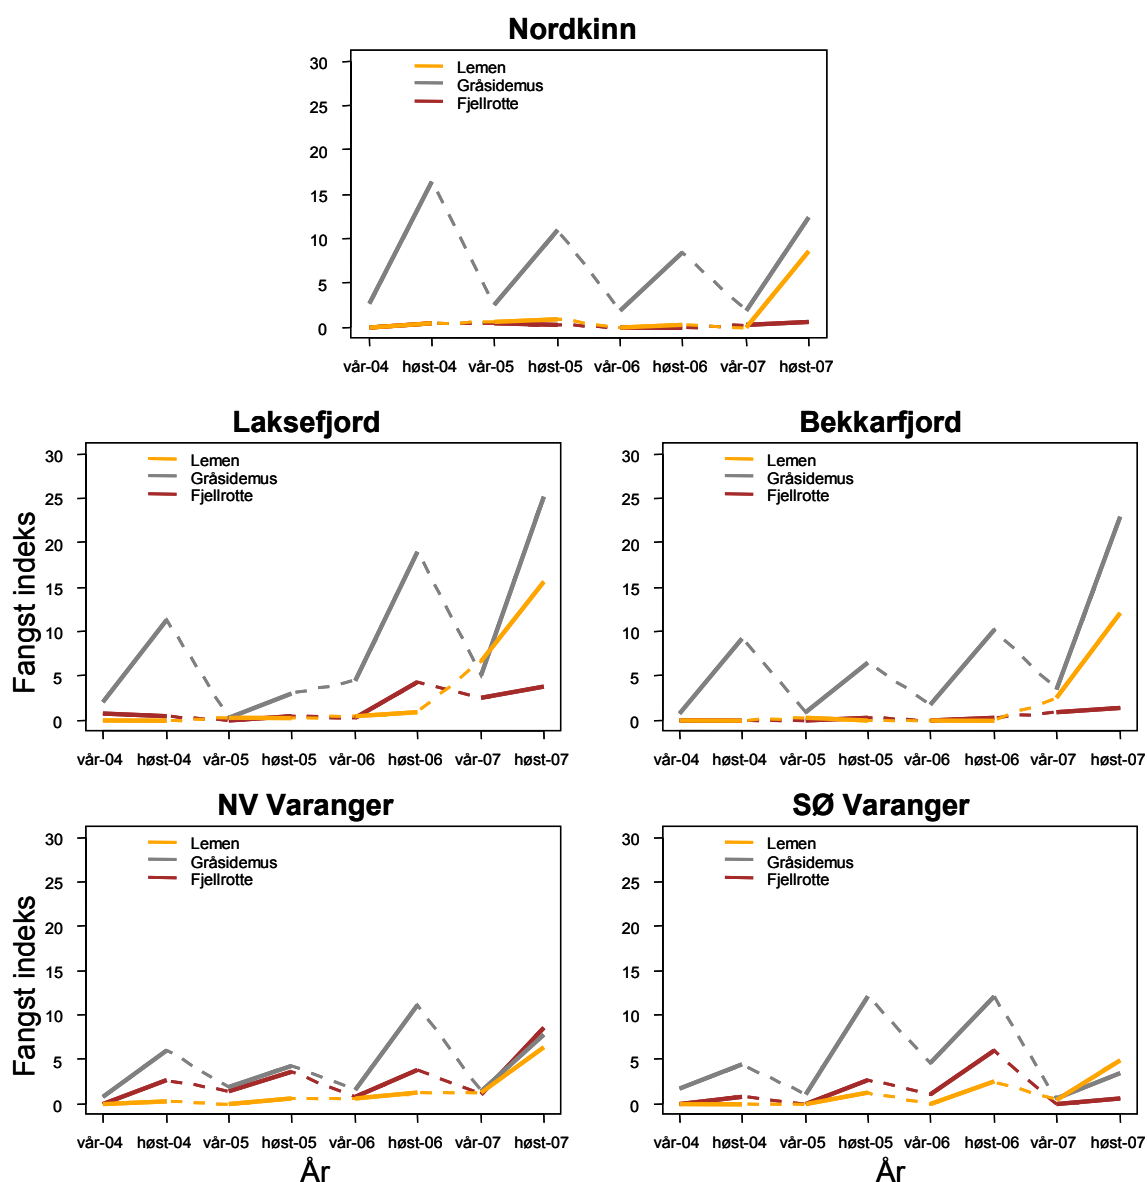 Nordkinn
Lemen
Gråsidemus
Fjellrotte
30
25
20
15
10
5
0
vår-04 høst-04 vår-05 høst-05 vår-06 høst-06 vår-07 høst-07
Laksefjord
Lemen
Gråsidemus
Fjellrotte
Fangst indeks
30
25
20
15
10
5
0
vår-04 høst-04 vår-05 høst-05 vår-06 høst-06 vår-07 høst-07
Bekkarfjord
Lemen
Gråsidemus
Fjellrotte
30
25
20
15
10
5
0
vår-04 høst-04 vår-05 høst-05 vår-06 høst-06 vår-07 høst-07
NV Varanger
Lemen
Gråsidemus
Fjellrotte
Fangst indeks
30
25
20
15
10
5
0
vår-04 høst-04 vår-05 høst-05 vår-06 høst-06 vår-07 høst-07
År
SØ Varanger
Lemen
Gråsidemus
Fjellrotte
30
25
20
15
10
5
0
vår-04 høst-04 vår-05 høst-05 vår-06 høst-06 vår-07 høst-07
År